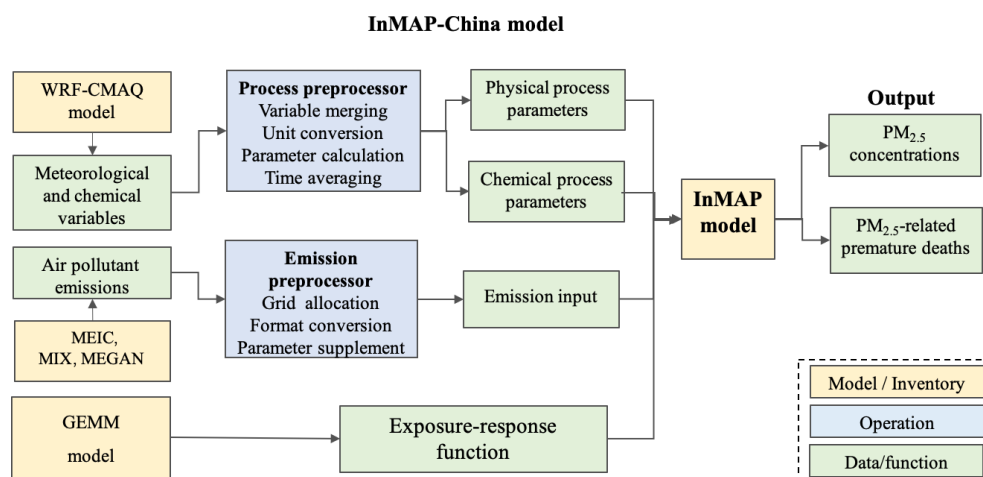 InMAP-China model
WRF-CMAQ
model
Meteorological
and chemical
variables
Process preprocessor
Variable merging
Unit conversion
Parameter calculation
Time averaging
Physical process
parameters
Chemical process
parameters
Air pollutant
emissions
MEIC,
MIX, MEGAN
Emission
preprocessor
Grid allocation
Format conversion
Parameter supplement
Emission input
GEMM
model
Exposure-response
function
InMAP
model
Output
PM2.5
concentrations
PM2.5-related
premature deaths
Model / Inventory
Operation
Data/function